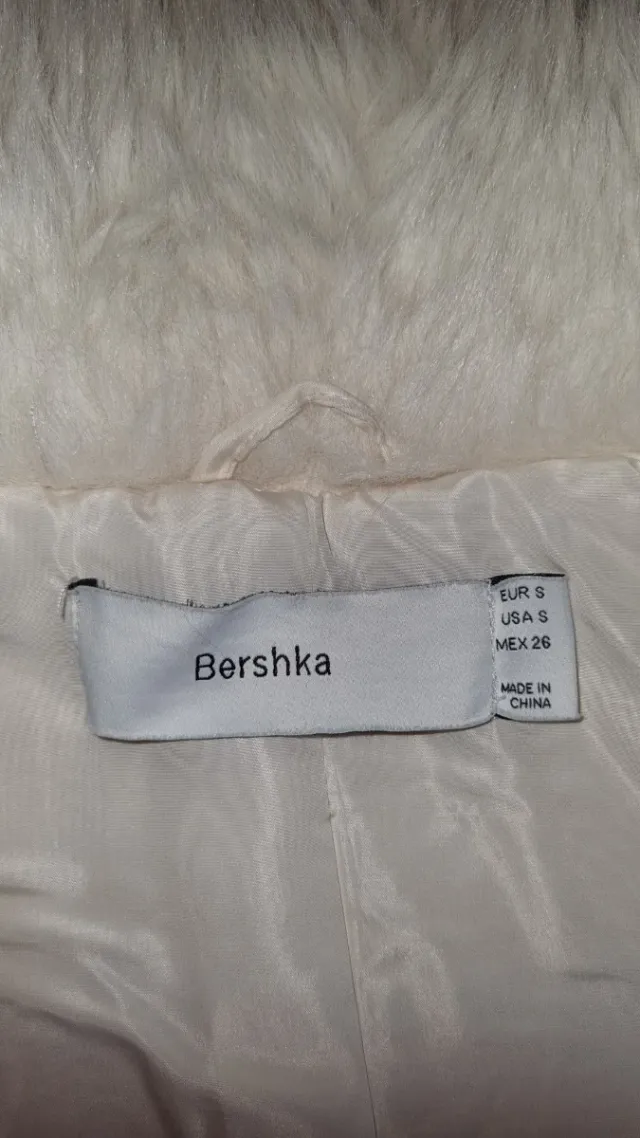 Bershka
EUR S
USA S
MEX 26
MADE IN
CHINA